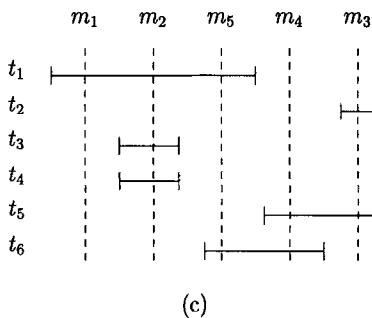 m₁ m₂ m₅ m₄ m₃
t₁
t₂
t₃
t₄
t₅
t₆
(c)